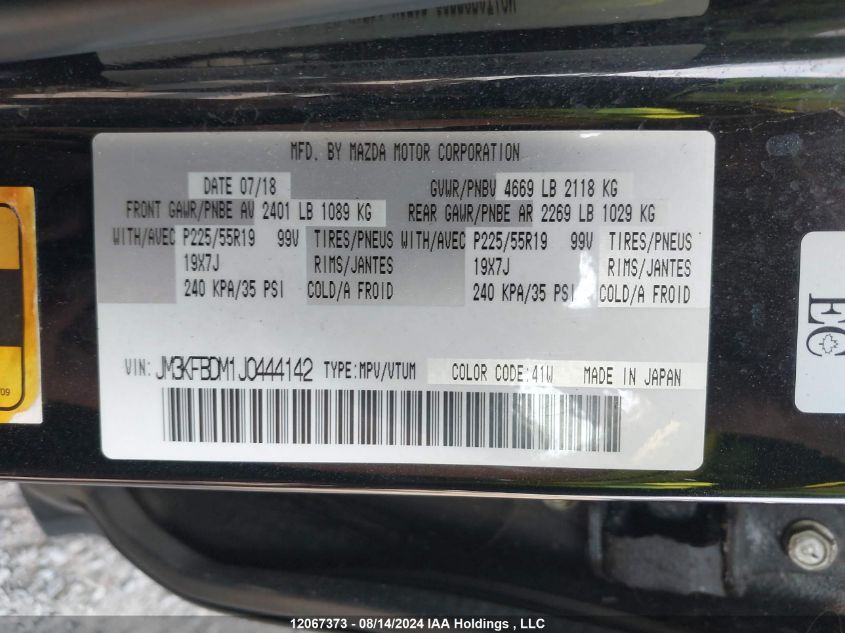 MFD. BY MAZDA MOTOR CORPORATION
DATE 07/18 GVWR/PNBV 4669 LB 2118 KG
FRONT GAWR/PNBE AV 2401 LB 1089 KG REAR GAWR/PNBE AR 2269 LB 1029 KG
WITH/AVEC P225/55R19 99V TIRES/PNEUS WITH/AVEC P225/55R19 99V TIRES/PNEUS
19X7J RIMS/JANTES 19X7J RIMS/JANTES
240 KPA/35 PSI COLD/A FROID 240 KPA/35 PSI COLD/A FROID
VIN: JM3KFBDM1J0444142 TYPE:MPV/VTUM COLOR CODE:41W MADE IN JAPAN
EC
09
12067373 - 08/14/2024 IAA Holdings , LLC